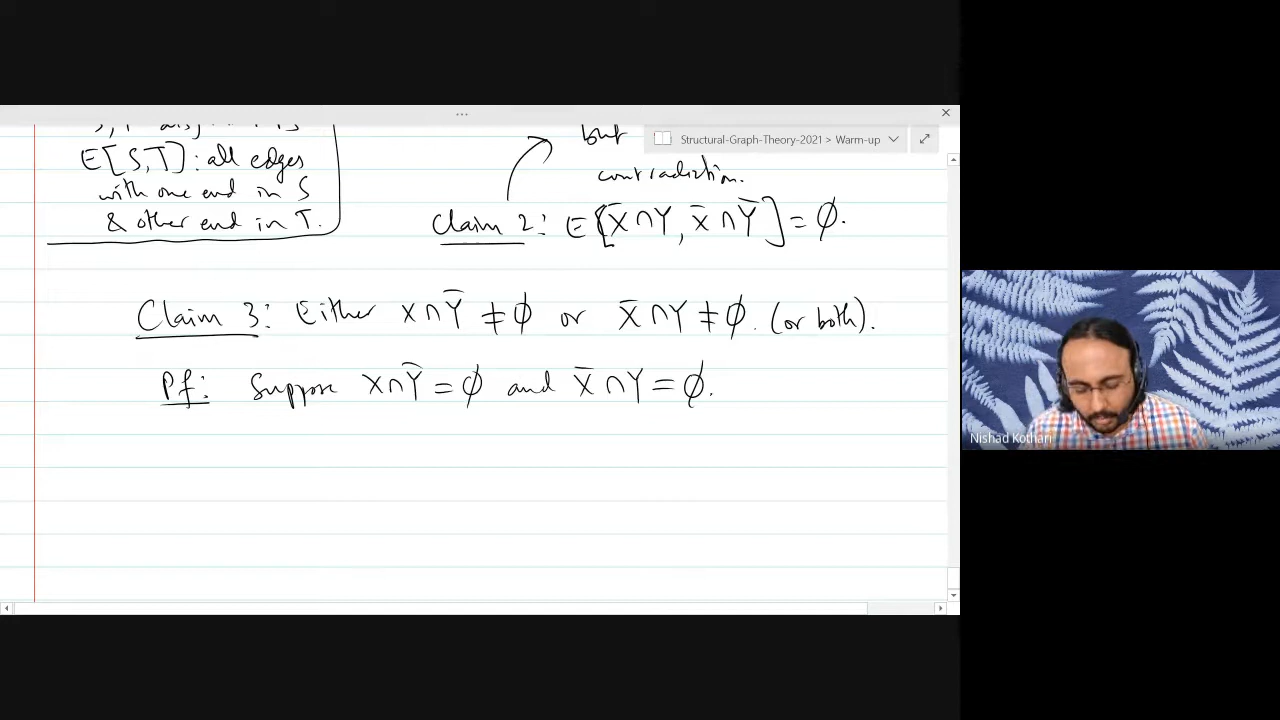 E[S,T] : all edges
with one end in S
& other end in T.
but
contradiction.
Claim 2: E[X̄∩Y, X̄∩Ȳ] = ∅.
Claim 3: Either X∩Ȳ ≠ ∅ or X̄∩Y ≠ ∅. (or both).
Pf: Suppose X∩Ȳ = ∅ and X̄∩Y = ∅.
Structural-Graph-Theory-2021 > Warm-up
Nishad Kothari